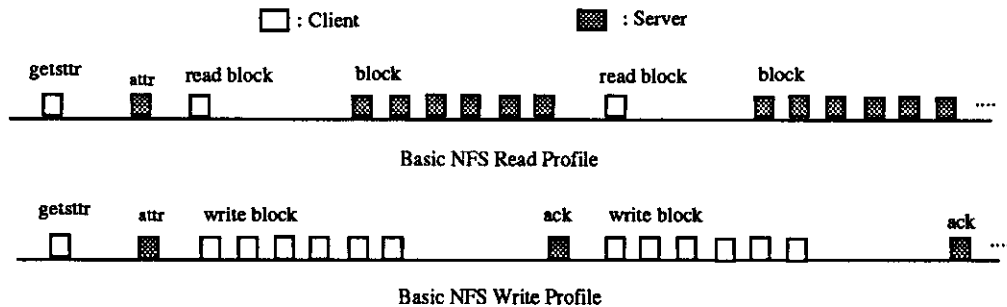 : Client : Server
getsttr attr read block block read block block
....
Basic NFS Read Profile
getsttr attr write block ack write block ack
...
Basic NFS Write Profile